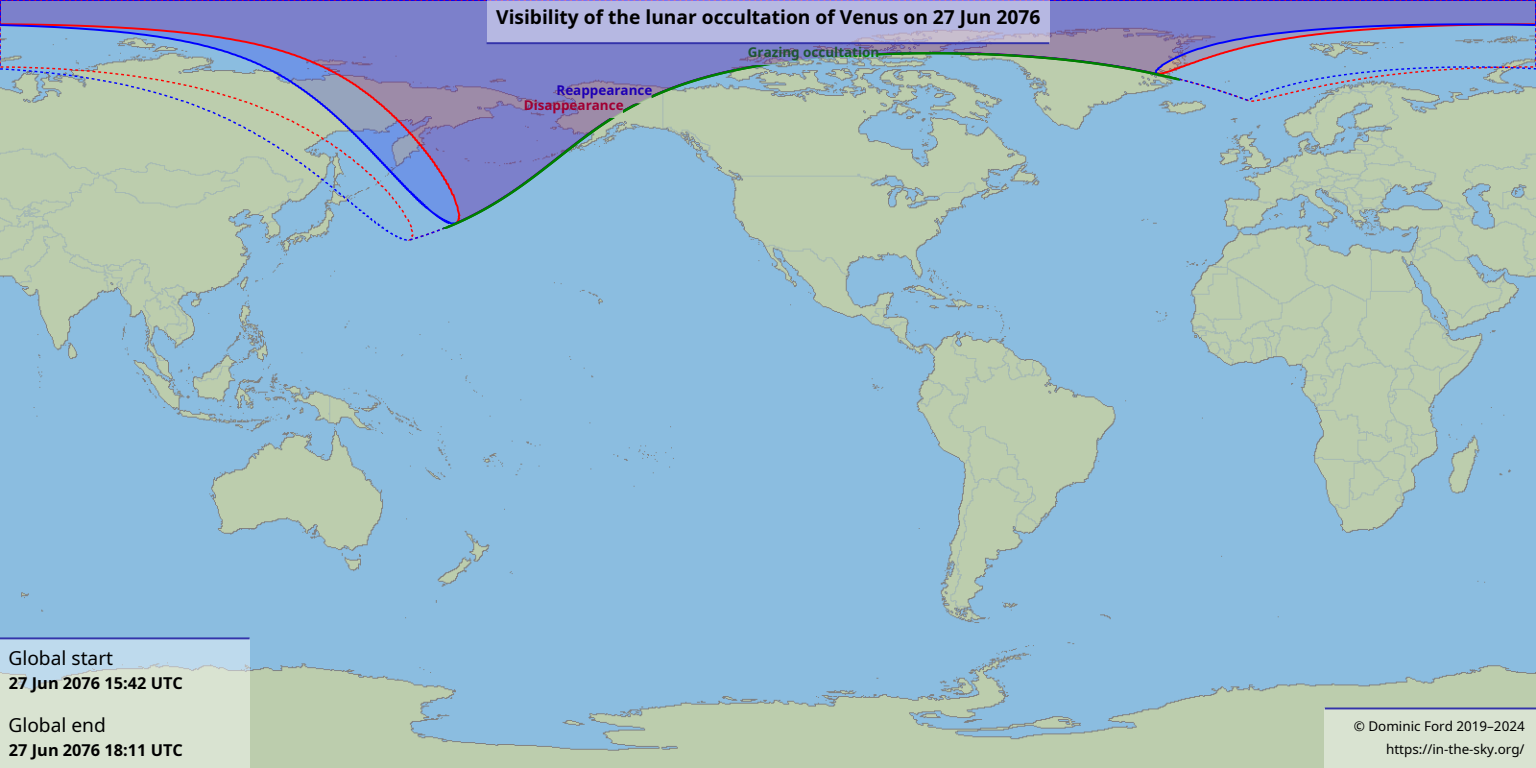 Visibility of the lunar occultation of Venus on 27 Jun 2076
Grazing occultation
Reappearance
Disappearance
Global start
27 Jun 2076 15:42 UTC
Global end
27 Jun 2076 18:11 UTC
© Dominic Ford 2019–2024
https://in-the-sky.org/